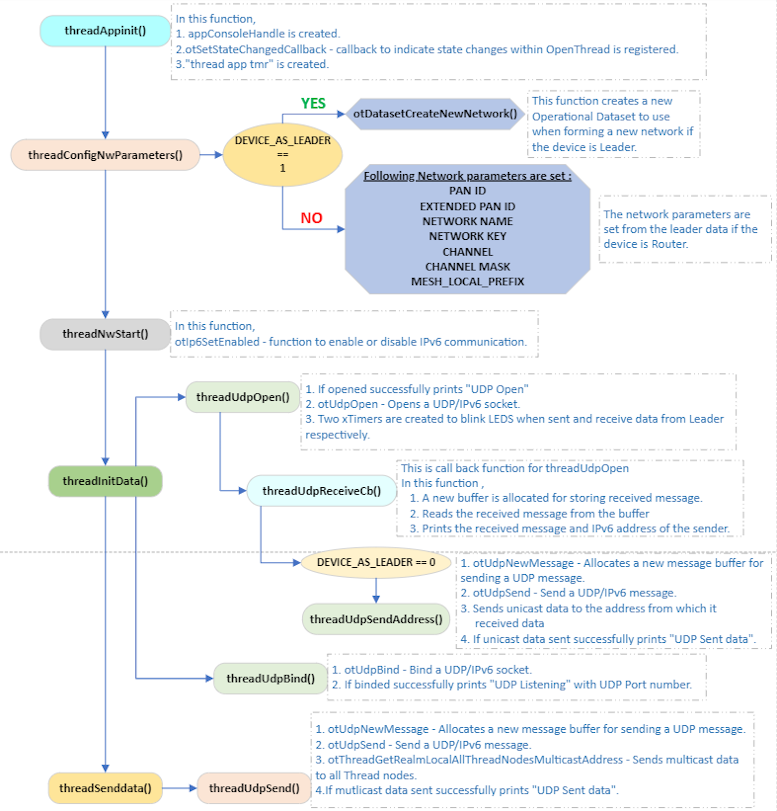 In this function,
threadAppinit()
1. appConsoleHandle is created.
2.otSetStateChangedCallback - callback to indicate state changes within OpenThread is registered.
3."thread app tmr" is created.
YES
otDatasetCreateNewNetwork()
This function creates a new
Operational Dataset to use
when forming a new network if
the device is Leader.
threadConfigNwParameters()
DEVICE_AS_LEADER
==
1
NO
Following Network parameters are set :
PAN ID
EXTENDED PAN ID
NETWORK NAME
NETWORK KEY
CHANNEL
CHANNEL MASK
MESH_LOCAL_PREFIX
The network parameters are
set from the leader data if the
device is Router.
threadNwStart()
In this function,
otIp6SetEnabled - function to enable or disable IPv6 communication.
threadUdpOpen()
1. If opened successfully prints "UDP Open"
2. otUdpOpen - Opens a UDP/IPv6 socket.
3. Two xTimers are created to blink LEDS when sent and receive data from Leader
respectively.
threadInitData()
threadUdpReceiveCb()
This is call back function for threadUdpOpen
In this function ,
1. A new buffer is allocated for storing received message.
2. Reads the received message from the buffer
3. Prints the received message and IPv6 address of the sender.
DEVICE_AS_LEADER == 0
threadUdpSendAddress()
1. otUdpNewMessage - Allocates a new message buffer for
sending a UDP message.
2. otUdpSend - Send a UDP/IPv6 message.
3. Sends unicast data to the address from which it
received data
4. If unicast data sent successfully prints "UDP Sent data".
threadUdpBind()
1. otUdpBind - Bind a UDP/IPv6 socket.
2. If binded successfully prints "UDP Listening" with UDP Port number.
threadSenddata()
threadUdpSend()
1. otUdpNewMessage - Allocates a new message buffer for sending a UDP message.
2. otUdpSend - Send a UDP/IPv6 message.
3. otThreadGetRealmLocalAllThreadNodesMulticastAddress - Sends multicast data
to all Thread nodes.
4.If mutlicast data sent successfully prints "UDP Sent data".